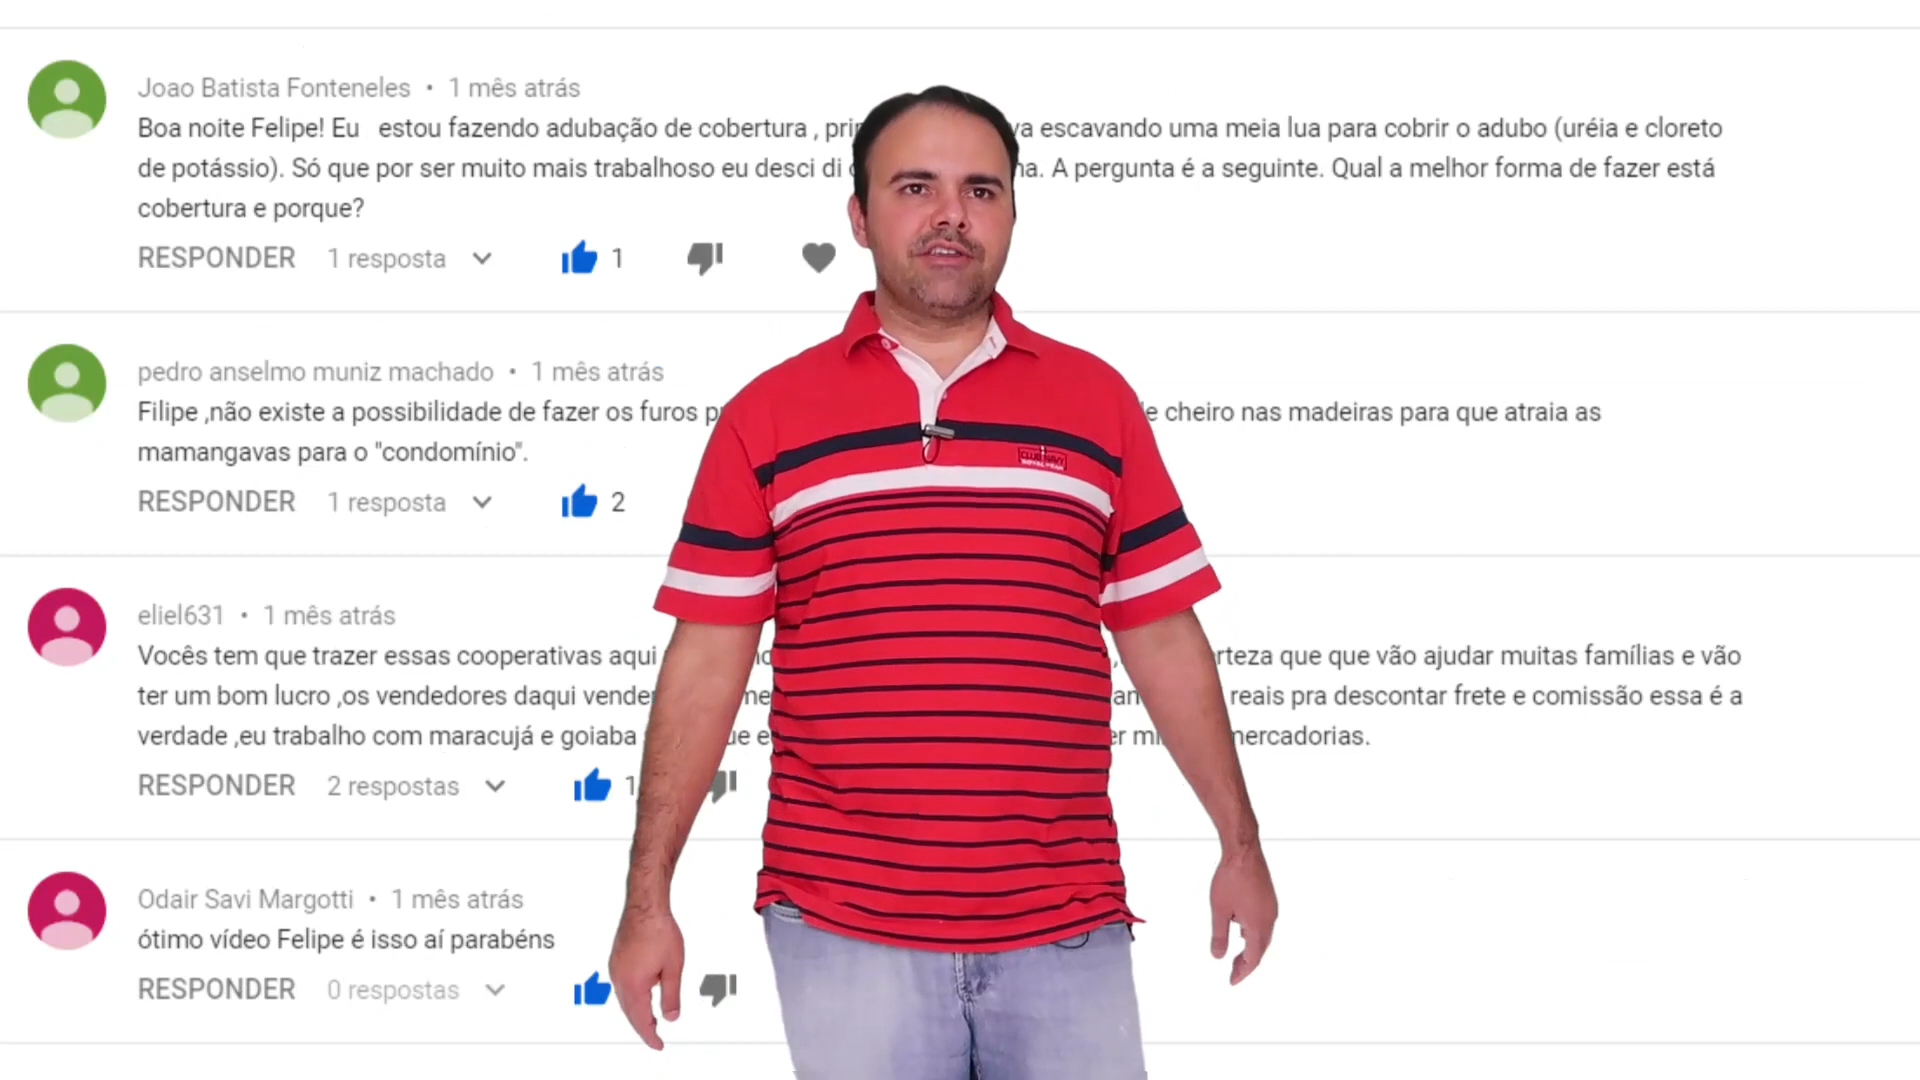 Joao Batista Fonteneles • 1 mês atrás
Boa noite Felipe! Eu estou fazendo adubação de cobertura , escavando uma meia lua para cobrir o adubo (uréia e cloreto
de potássio). Só que por ser muito mais trabalhoso eu desci di A pergunta é a seguinte. Qual a melhor forma de fazer está
cobertura e porque?
RESPONDER 1 resposta 1
pedro anselmo muniz machado • 1 mês atrás
Filipe ,não existe a possibilidade de fazer os furos cheiro nas madeiras para que atraia as
mamangavas para o "condomínio".
RESPONDER 1 resposta 2
eliel631 • 1 mês atrás
Vocês tem que trazer essas cooperativas aqui que que vão ajudar muitas famílias e vão
ter um bom lucro ,os vendedores daqui reais pra descontar frete e comissão essa é a
verdade ,eu trabalho com maracujá e goiaba mercadorias.
RESPONDER 2 respostas 1
Odair Savi Margotti • 1 mês atrás
ótimo vídeo Felipe é isso aí parabéns
RESPONDER 0 respostas